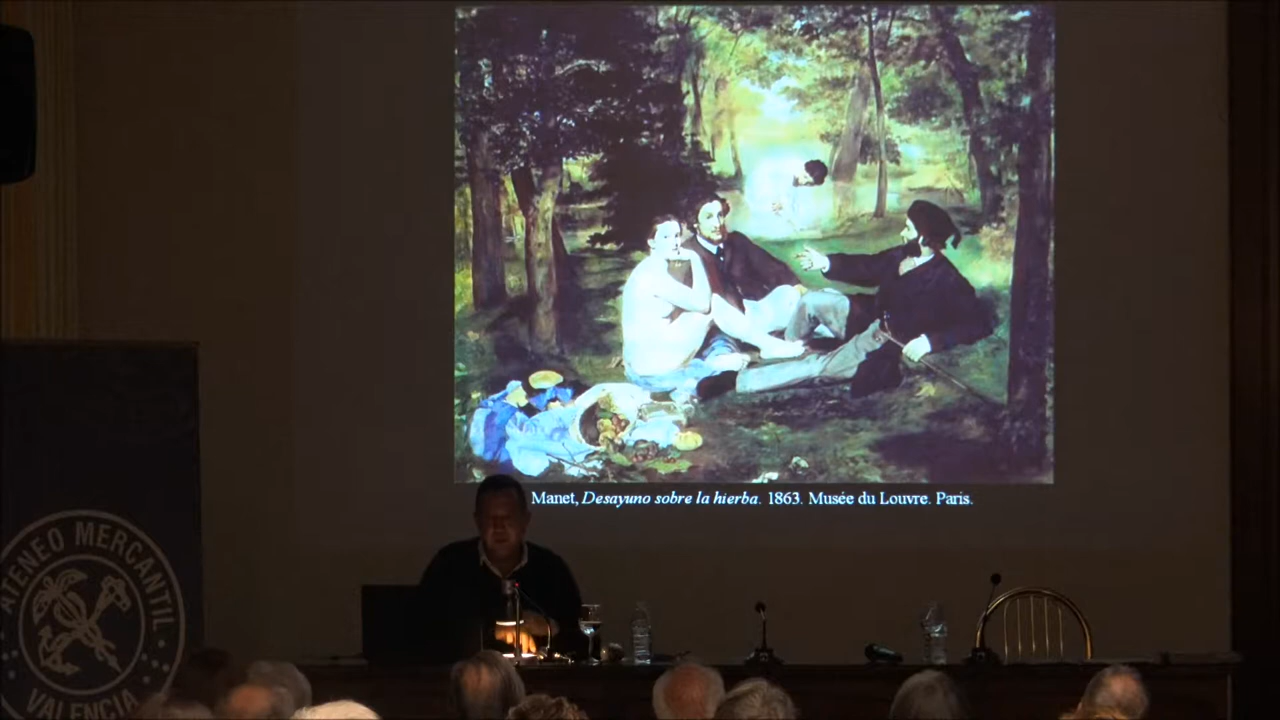 Manet, Desayuno sobre la hierba. 1863. Musée du Louvre. Paris.
ATENEO MERCANTIL
VALENCIA